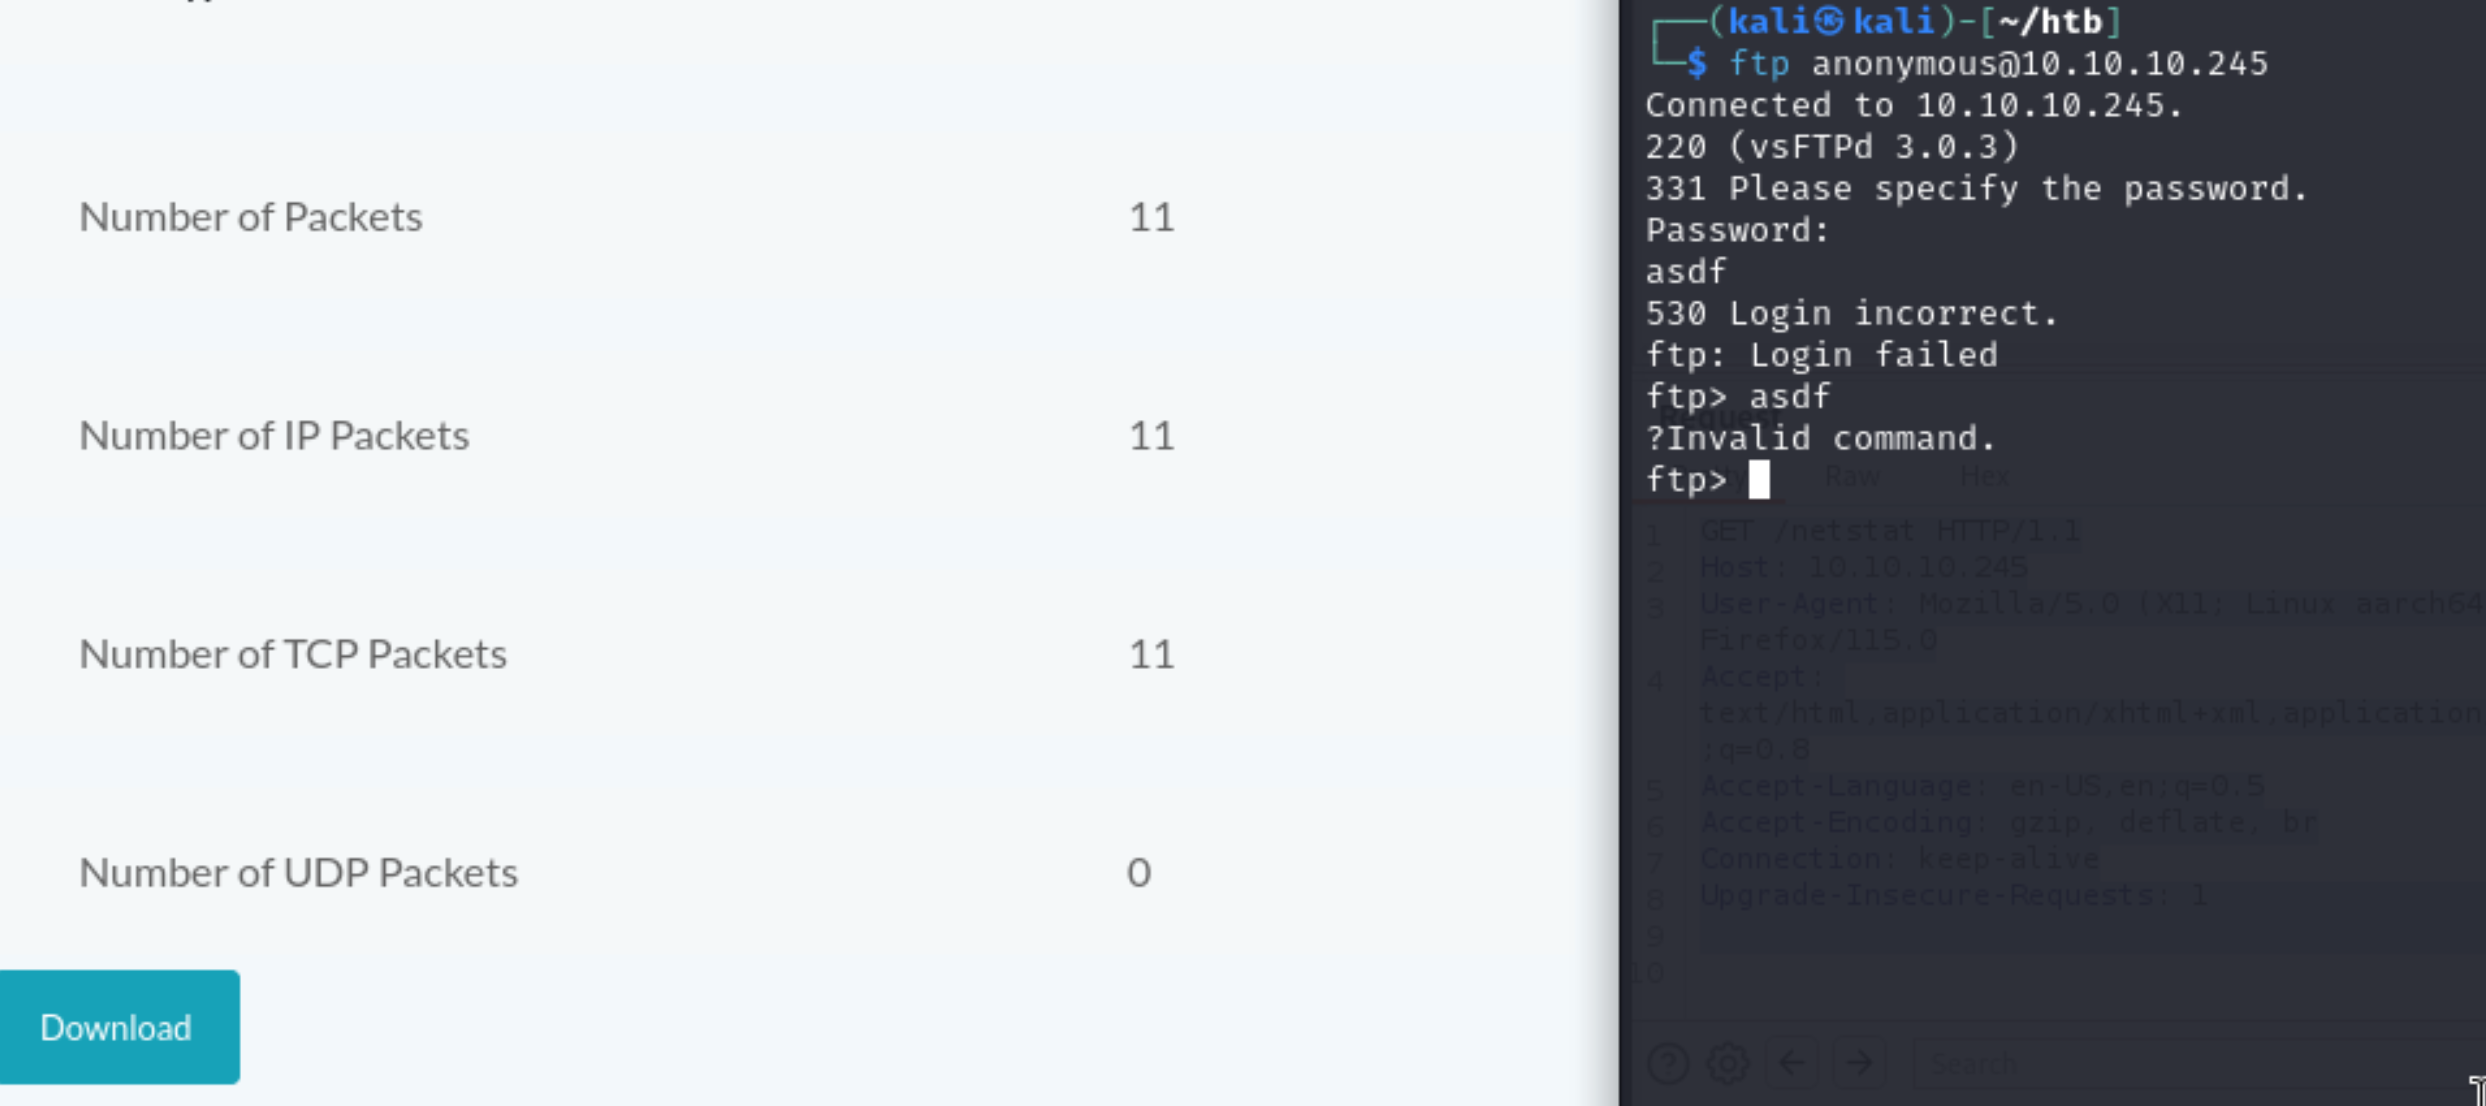 Number of Packets 11
Number of IP Packets 11
Number of TCP Packets 11
Number of UDP Packets 0
Download
(kali㉿kali)-[~/htb]
$ ftp anonymous@10.10.10.245
Connected to 10.10.10.245.
220 (vsFTPd 3.0.3)
331 Please specify the password.
Password:
asdf
530 Login incorrect.
ftp: Login failed
ftp> asdf
?Invalid command.
ftp>
Request
Raw Hex
1 GET /netstat HTTP/1.1
2 Host: 10.10.10.245
3 User-Agent: Mozilla/5.0 (X11; Linux aarch64
Firefox/115.0
4 Accept:
text/html,application/xhtml+xml,application
;q=0.8
5 Accept-Language: en-US,en;q=0.5
6 Accept-Encoding: gzip, deflate, br
7 Connection: keep-alive
8 Upgrade-Insecure-Requests: 1
9
10
Search